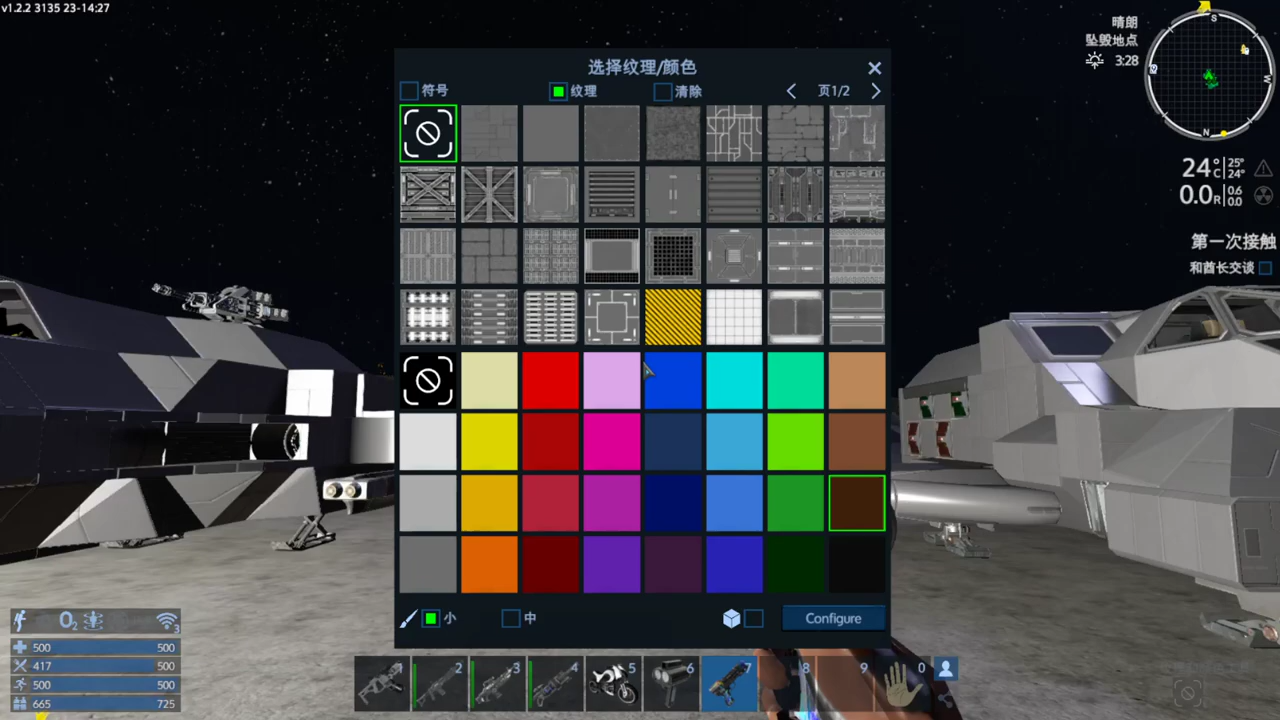 v1.2.2 3135 23-14:27
S
晴朗
坠毁地点
3:28
W
N
选择纹理/颜色
符号
纹理
清除
页1/2
24°C 25° 24°
0.0R 0.6 0.0
第一次接触
和酋长交谈
小
中
Configure
O2
3
500 500
417 500
500 500
665 725
1 2 3 4 5 6 7 8 9 0